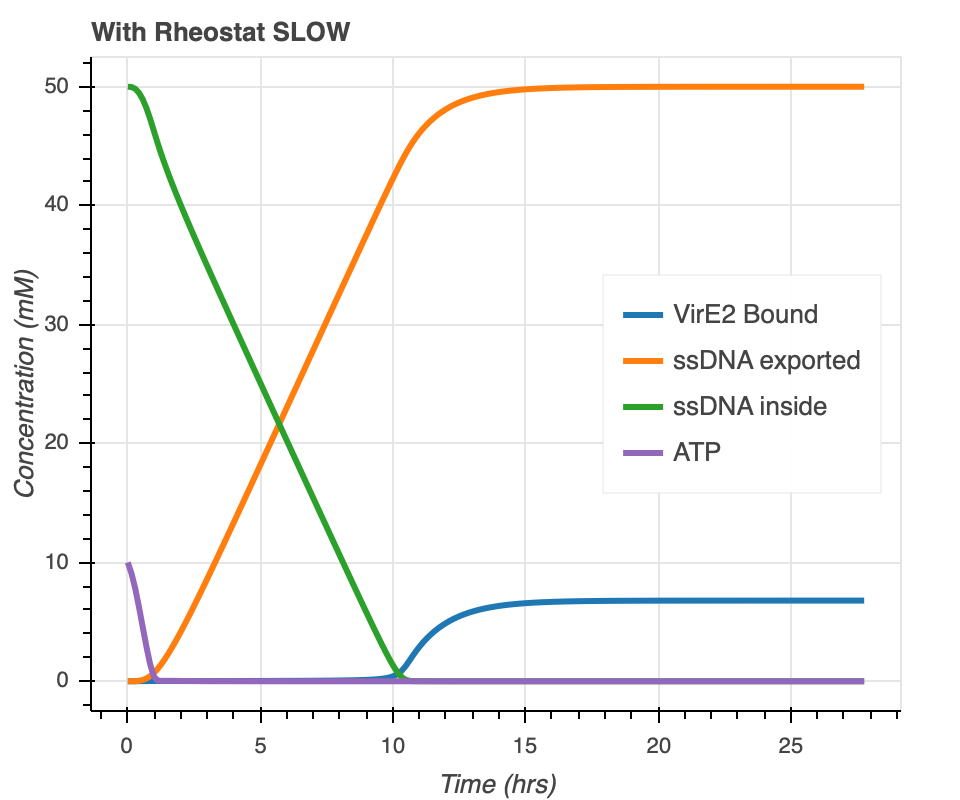 With Rheostat SLOW
50
40
30
20
10
0
Concentration (mM)
VirE2 Bound
ssDNA exported
ssDNA inside
ATP
0 5 10 15 20 25
Time (hrs)